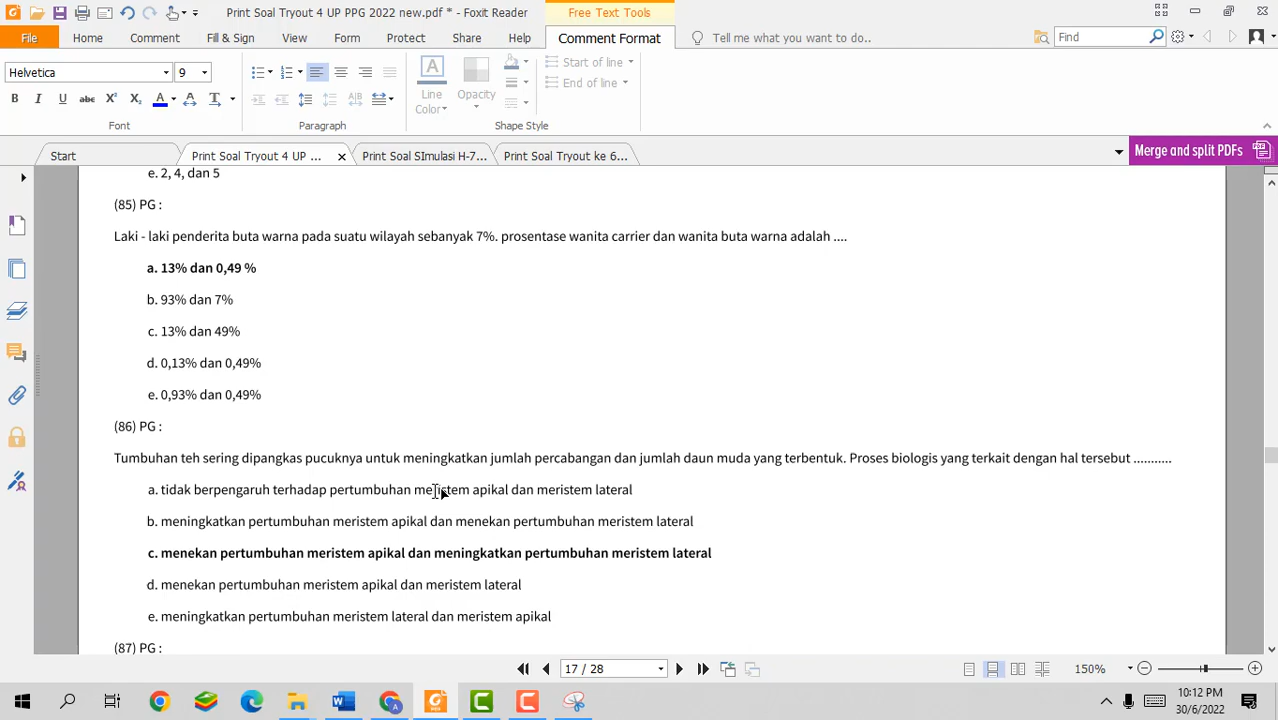 Print Soal Tryout 4 UP PPG 2022 new.pdf * - Foxit Reader
Free Text Tools
File
Home
Comment
Fill & Sign
View
Form
Protect
Share
Help
Comment Format
Tell me what you want to do..
Find
Helvetica
9
Start of line
End of line
Line Color
Opacity
Font
Paragraph
Shape Style
Start
Print Soal Tryout 4 UP ...
Print Soal SImulasi H-7...
Print Soal Tryout ke 6...
Merge and split PDFs
e. 2, 4, dan 5
(85) PG :
Laki - laki penderita buta warna pada suatu wilayah sebanyak 7%. prosentase wanita carrier dan wanita buta warna adalah ....
a. 13% dan 0,49 %
b. 93% dan 7%
c. 13% dan 49%
d. 0,13% dan 0,49%
e. 0,93% dan 0,49%
(86) PG :
Tumbuhan teh sering dipangkas pucuknya untuk meningkatkan jumlah percabangan dan jumlah daun muda yang terbentuk. Proses biologis yang terkait dengan hal tersebut ...........
a. tidak berpengaruh terhadap pertumbuhan meristem apikal dan meristem lateral
b. meningkatkan pertumbuhan meristem apikal dan menekan pertumbuhan meristem lateral
c. menekan pertumbuhan meristem apikal dan meningkatkan pertumbuhan meristem lateral
d. menekan pertumbuhan meristem apikal dan meristem lateral
e. meningkatkan pertumbuhan meristem lateral dan meristem apikal
(87) PG :
17 / 28
150%
10:12 PM
30/6/2022